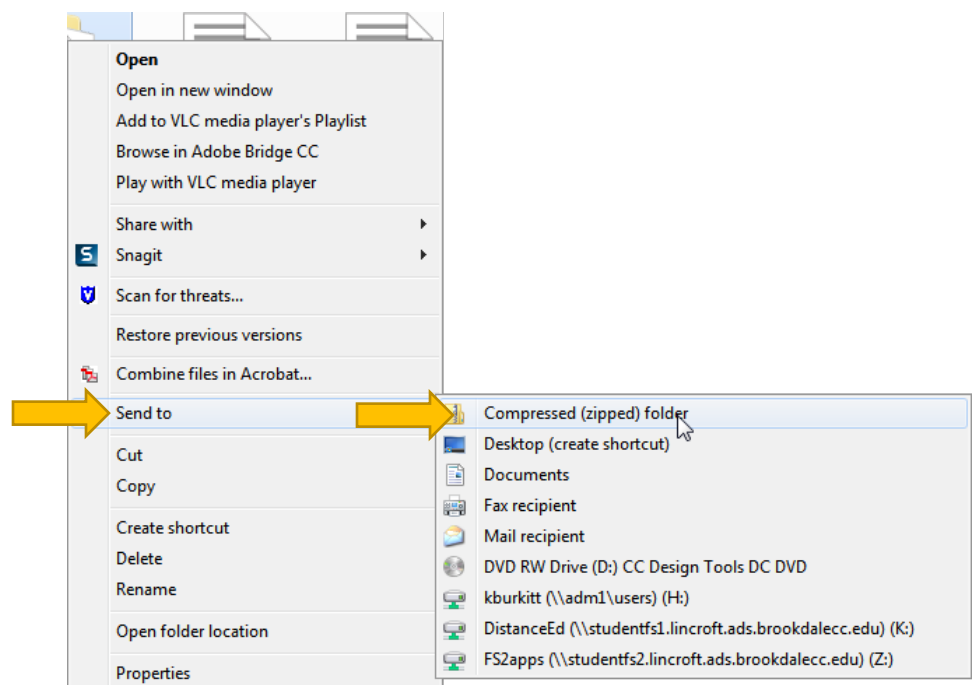 Open
Open in new window
Add to VLC media player's Playlist
Browse in Adobe Bridge CC
Play with VLC media player
Share with
S Snagit
V Scan for threats...
Restore previous versions
Combine files in Acrobat...
Send to
Cut
Copy
Create shortcut
Delete
Rename
Open folder location
Properties
Compressed (zipped) folder
Desktop (create shortcut)
Documents
Fax recipient
Mail recipient
DVD RW Drive (D:) CC Design Tools DC DVD
kburkitt (\\adm1\users) (H:)
DistanceEd (\\studentfs1.lincroft.ads.brookdalecc.edu) (K:)
FS2apps (\\studentfs2.lincroft.ads.brookdalecc.edu) (Z:)